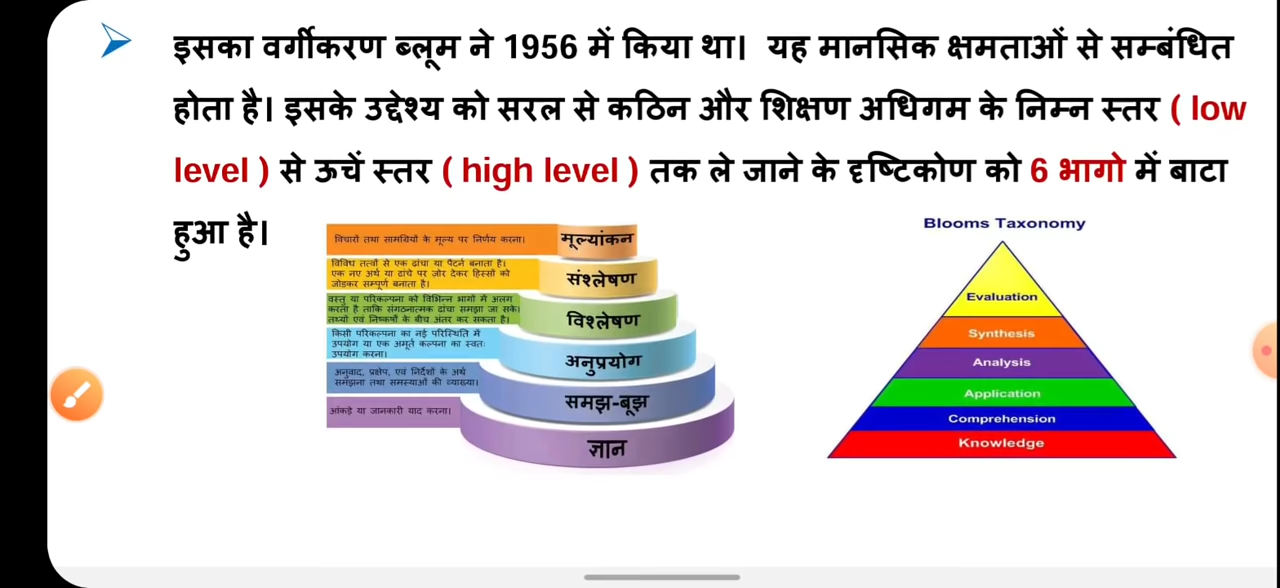 इसका वर्गीकरण ब्लूम ने 1956 में किया था। यह मानसिक क्षमताओं से सम्बंधित
होता है। इसके उद्देश्य को सरल से कठिन और शिक्षण अधिगम के निम्न स्तर ( low
level ) से ऊचें स्तर ( high level ) तक ले जाने के दृष्टिकोण को 6 भागो में बाटा
हुआ है।
विचारों तथा सामग्रियों के मूल्य पर निर्णय करना।
मूल्यांकन
विविध तत्वों से एक ढांचा या पैटर्न बनाता है।
एक नए अर्थ या ढांचे पर ज़ोर देकर हिस्सों को
जोड़कर सम्पूर्ण बनाता है।
संश्लेषण
वस्तु या परिकल्पना को विभिन्न भागों में अलग
करता है ताकि संगठनात्मक ढांचा समझा जा सके।
तथ्यों एवं निष्कर्षों के बीच अंतर कर सकता है।
विश्लेषण
किसी परिकल्पना का नई परिस्थिति में
उपयोग या एक अमूर्त कल्पना का स्वतः
उपयोग करना।
अनुप्रयोग
अनुवाद, प्रक्षेप, एवं निर्देशों के अर्थ
समझना तथा समस्याओं की व्याख्या।
समझ-बूझ
आंकड़े या जानकारी याद करना।
ज्ञान
Blooms Taxonomy
Evaluation
Synthesis
Analysis
Application
Comprehension
Knowledge